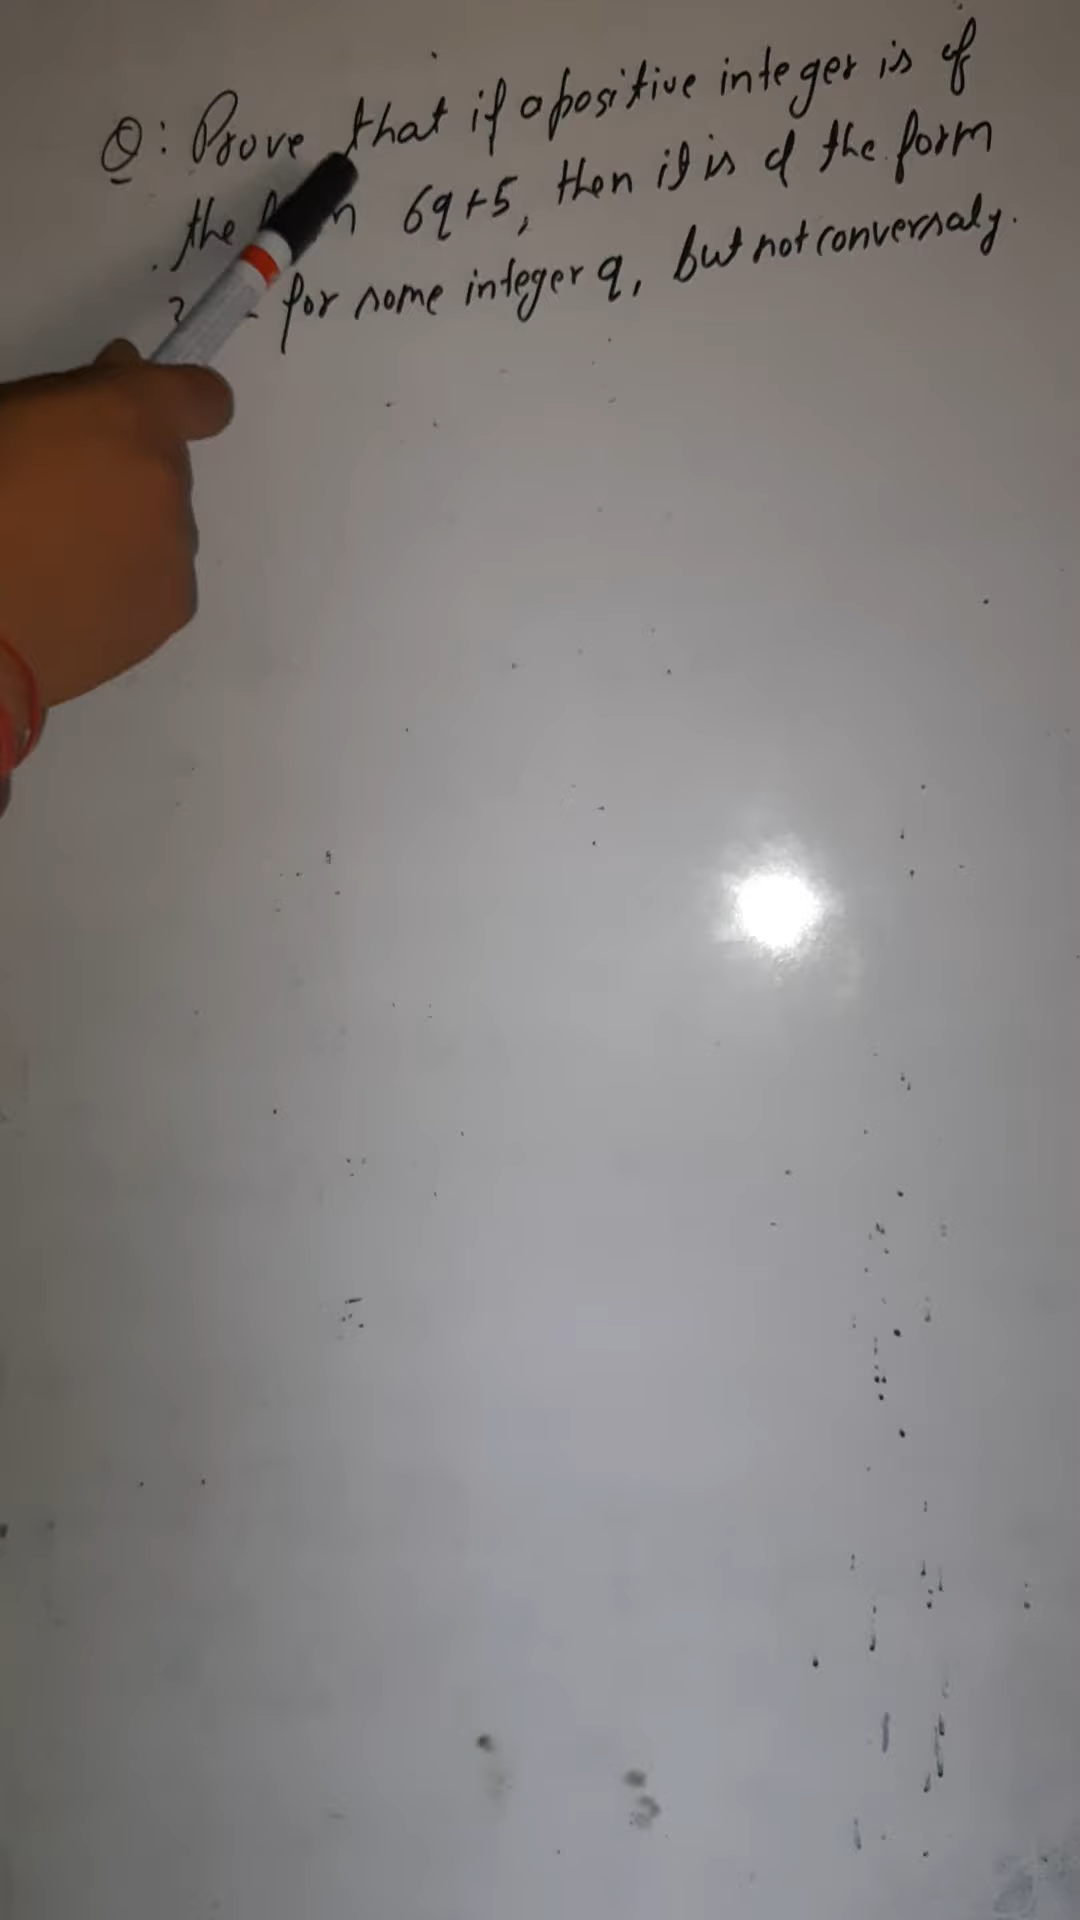 Q: Prove that if a positive integer is of
the 6q+5, then it is of the form
for some integer q, but not conversaly.